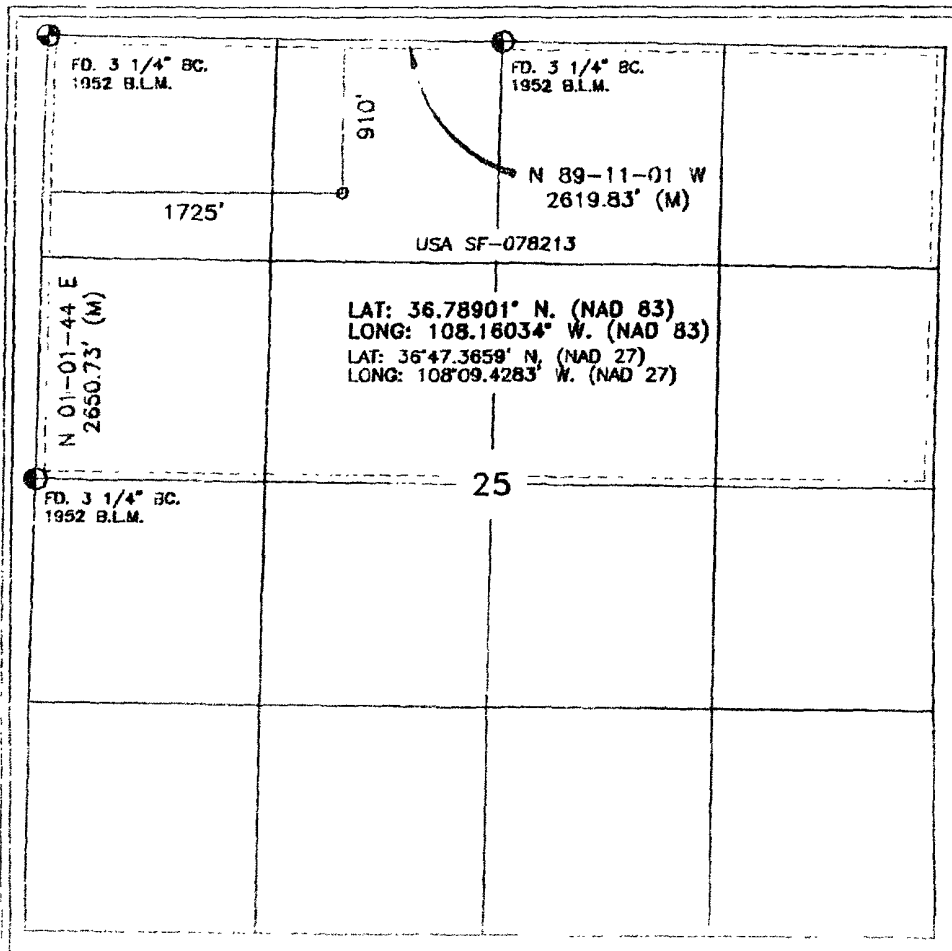 FD. 3 1/4" BC.
1952 B.L.M.
FD. 3 1/4" BC.
1952 B.L.M.
910'
N 89-11-01 W
2619.83' (M)
1725'
USA SF-078213
N 01-01-44 E
2650.73' (M)
LAT: 36.78901° N. (NAD 83)
LONG: 108.16034° W. (NAD 83)
LAT: 36°47.3659' N. (NAD 27)
LONG: 108°09.4283' W. (NAD 27)
25
FD. 3 1/4" BC.
1952 B.L.M.